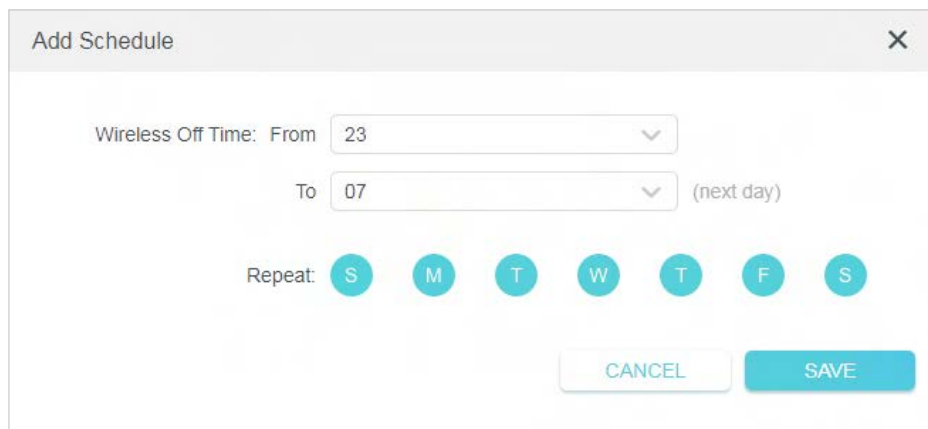 Add Schedule
Wireless Off Time: From 23
To 07 (next day)
Repeat: S M T W T F S
CANCEL SAVE